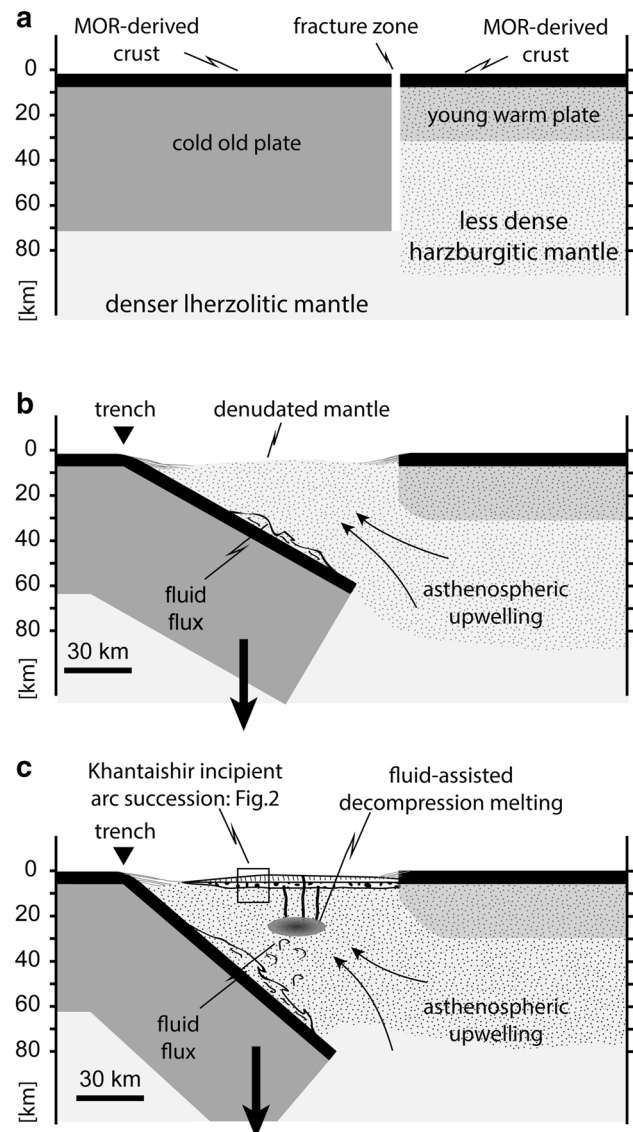 a
MOR-derived
crust
fracture zone
MOR-derived
crust
0
20
40
60
80
[km]
cold old plate
young warm plate
less dense
harzburgitic mantle
denser lherzolitic mantle
b
trench
denudated mantle
0
20
40
60
80
[km]
fluid
flux
asthenospheric
upwelling
30 km
c
Khantaishir incipient
arc succession: Fig.2
trench
fluid-assisted
decompression melting
0
20
40
60
80
[km]
fluid
flux
asthenospheric
upwelling
30 km